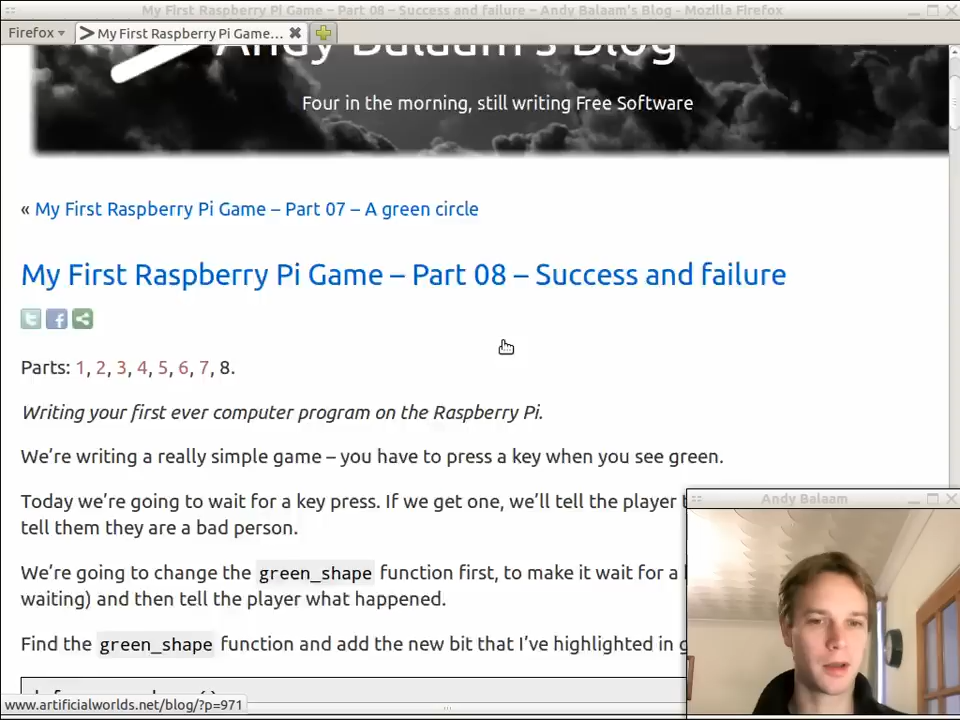 My First Raspberry Pi Game – Part 08 – Success and failure – Andy Balaam's Blog - Mozilla Firefox
Firefox
My First Raspberry Pi Game...
Andy Balaam's Blog
Four in the morning, still writing Free Software
« My First Raspberry Pi Game – Part 07 – A green circle
My First Raspberry Pi Game – Part 08 – Success and failure
Parts: 1, 2, 3, 4, 5, 6, 7, 8.
Writing your first ever computer program on the Raspberry Pi.
We're writing a really simple game – you have to press a key when you see green.
Today we're going to wait for a key press. If we get one, we'll tell the player
tell them they are a bad person.
We're going to change the green_shape function first, to make it wait for a
waiting) and then tell the player what happened.
Find the green_shape function and add the new bit that I've highlighted in
www.artificialworlds.net/blog/?p=971
Andy Balaam